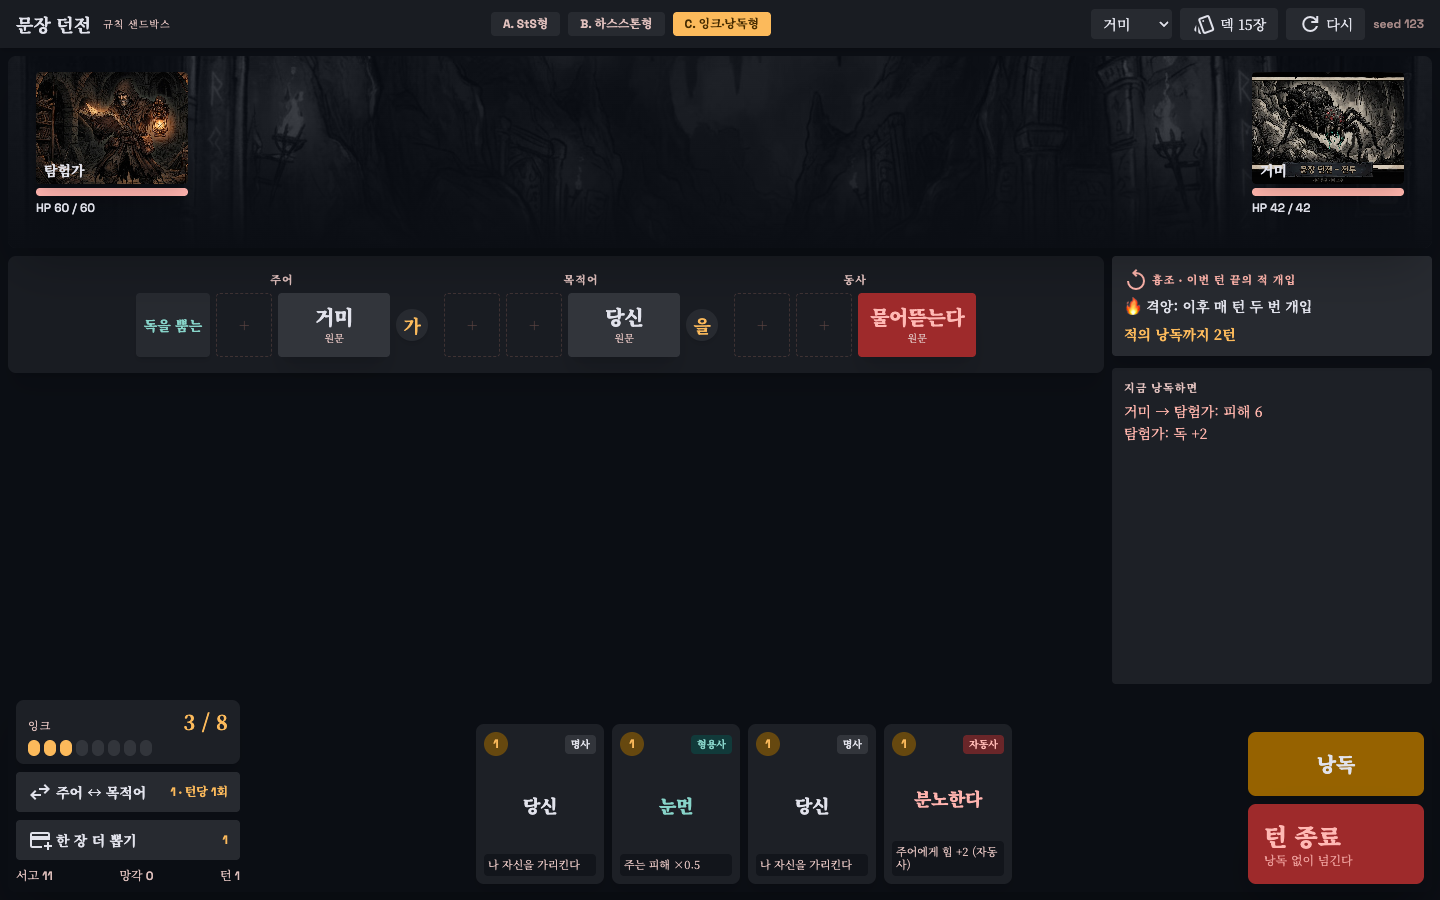 문장 던전 규칙 샌드박스 A. StS형 B. 하스스톤형 C. 잉크·낭독형 거미 덱 15장 다시 seed 123
탐험가
HP 60 / 60
거미 문장 던전 - 전투
HP 42 / 42
주어 목적어 동사
독을 뿜는 + 거미 가 + + 당신 을 + + 물어뜯는다
원문 원문 원문
흉조 · 이번 턴 끝의 적 개입
🔥 격앙: 이후 매 턴 두 번 개입
적의 낭독까지 2턴
지금 낭독하면
거미 → 탐험가: 피해 6
탐험가: 독 +2
잉크 3 / 8
주어 ↔ 목적어 1 · 턴당 1회
한 장 더 뽑기 1
서고 11 망각 0 턴 1
1 명사
당신
나 자신을 가리킨다
1 형용사
눈먼
주는 피해 ×0.5
1 명사
당신
나 자신을 가리킨다
1 자동사
분노한다
주어에게 힘 +2 (자동
사)
낭독
턴 종료
낭독 없이 넘긴다